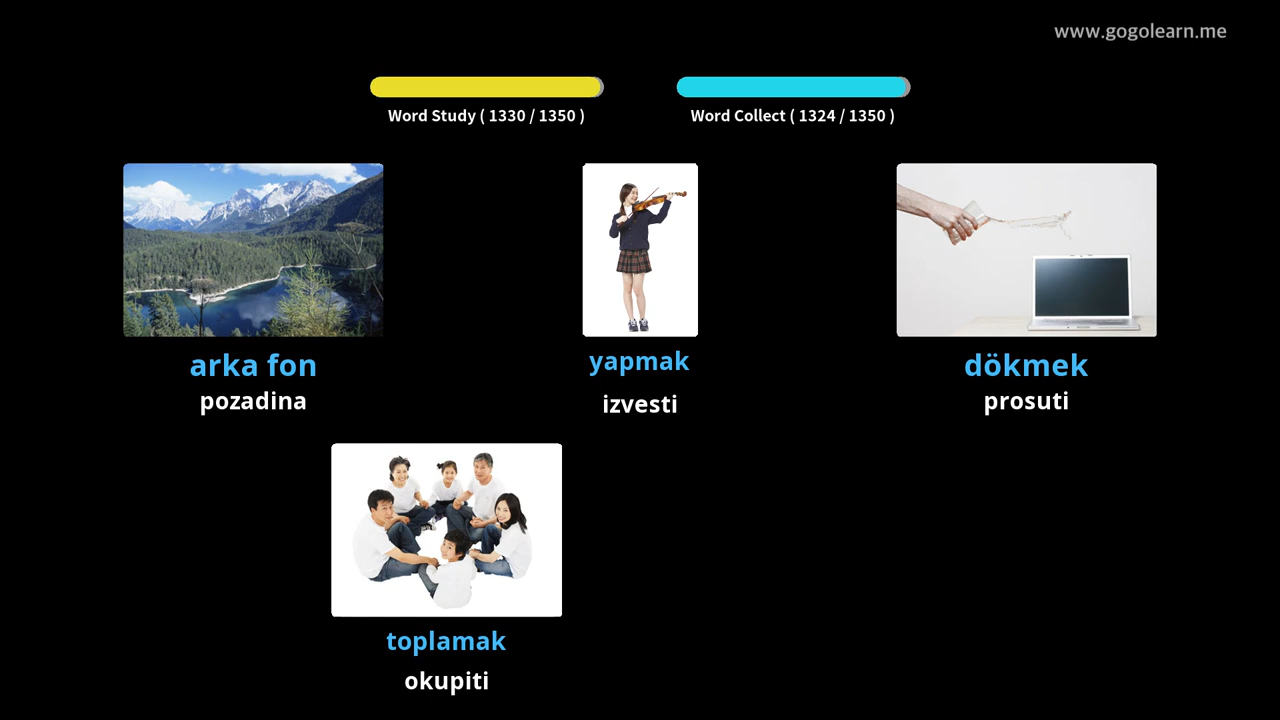 www.gogolearn.me
Word Study ( 1330 / 1350 )
Word Collect ( 1324 / 1350 )
arka fon
pozadina
yapmak
izvesti
dökmek
prosuti
toplamak
okupiti